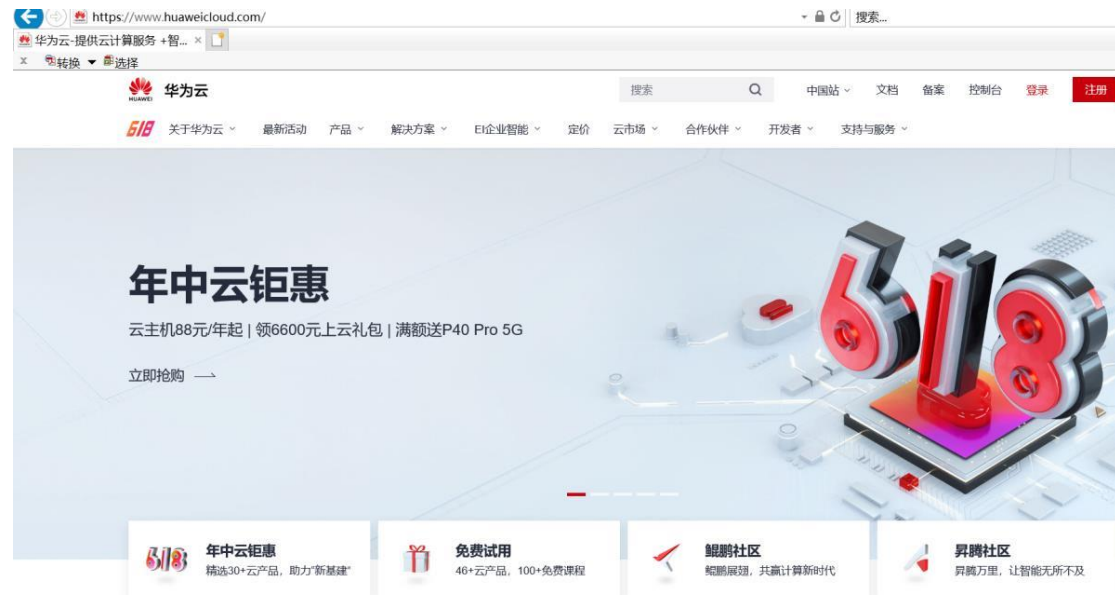 https://www.huaweicloud.com/
搜索...
华为云-提供云计算服务 +智...
x 转换 选择
HUAWEI 华为云 搜索 中国站 文档 备案 控制台 登录 注册
618 关于华为云 最新活动 产品 解决方案 EI企业智能 定价 云市场 合作伙伴 开发者 支持与服务
年中云钜惠
云主机88元/年起 | 领6600元上云礼包 | 满额送P40 Pro 5G
立即抢购
618
618
年中云钜惠
精选30+云产品，助力"新基建"
免费试用
46+云产品，100+免费课程
鲲鹏社区
鲲鹏展翅，共赢计算新时代
昇腾社区
昇腾万里，让智能无所不及